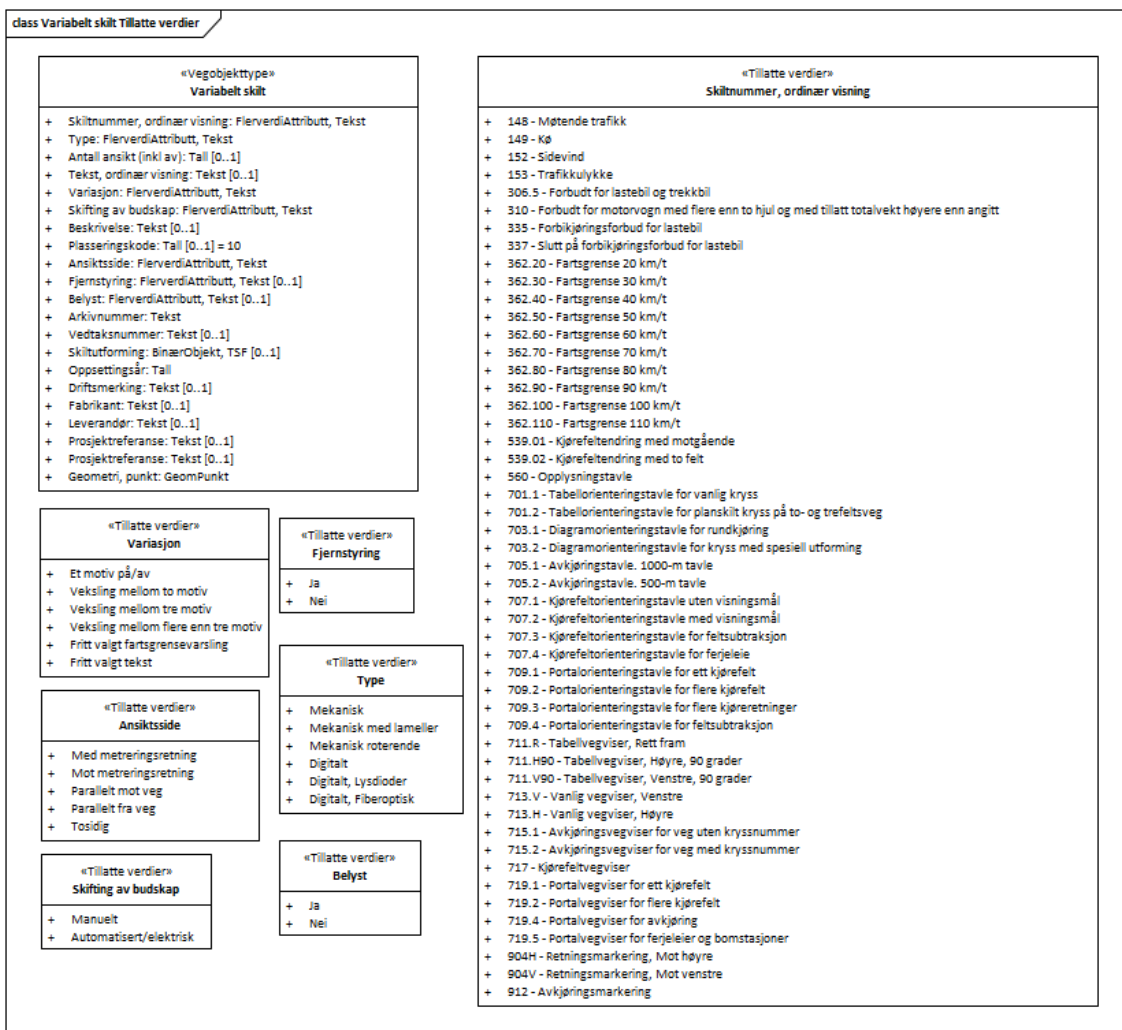 class Variabelt skilt Tillatte verdier
«Vegobjekttype»
Variabelt skilt
+ Skiltnummer, ordinær visning: FlerverdiAttributt, Tekst
+ Type: FlerverdiAttributt, Tekst
+ Antall ansikt (inkl av): Tall [0..1]
+ Tekst, ordinær visning: Tekst [0..1]
+ Variasjon: FlerverdiAttributt, Tekst
+ Skifting av budskap: FlerverdiAttributt, Tekst
+ Beskrivelse: Tekst [0..1]
+ Plasseringskode: Tall [0..1] = 10
+ Ansiktsside: FlerverdiAttributt, Tekst
+ Fjernstyring: FlerverdiAttributt, Tekst [0..1]
+ Belyst: FlerverdiAttributt, Tekst [0..1]
+ Arkivnummer: Tekst
+ Vedtaksnummer: Tekst [0..1]
+ Skiltutforming: BinærObjekt, TSF [0..1]
+ Oppsettingsår: Tall
+ Driftsmerking: Tekst [0..1]
+ Fabrikant: Tekst [0..1]
+ Leverandør: Tekst [0..1]
+ Prosjektreferanse: Tekst [0..1]
+ Prosjektreferanse: Tekst [0..1]
+ Geometri, punkt: GeomPunkt
«Tillatte verdier»
Variasjon
+ Et motiv på/av
+ Veksling mellom to motiv
+ Veksling mellom tre motiv
+ Veksling mellom flere enn tre motiv
+ Fritt valgt fartsgrensevarsling
+ Fritt valgt tekst
«Tillatte verdier»
Fjernstyring
+ Ja
+ Nei
«Tillatte verdier»
Type
+ Mekanisk
+ Mekanisk med lameller
+ Mekanisk roterende
+ Digitalt
+ Digitalt, Lysdioder
+ Digitalt, Fiberoptisk
«Tillatte verdier»
Ansiktsside
+ Med metreringsretning
+ Mot metreringsretning
+ Parallelt mot veg
+ Parallelt fra veg
+ Tosidig
«Tillatte verdier»
Skifting av budskap
+ Manuelt
+ Automatisert/elektrisk
«Tillatte verdier»
Belyst
+ Ja
+ Nei
«Tillatte verdier»
Skiltnummer, ordinær visning
+ 148 - Møtende trafikk
+ 149 - Kø
+ 152 - Sidevind
+ 153 - Trafikkulykke
+ 306.5 - Forbudt for lastebil og trekkbil
+ 310 - Forbudt for motorvogn med flere enn to hjul og med tillatt totalvekt høyere enn angitt
+ 335 - Forbikjøringsforbud for lastebil
+ 337 - Slutt på forbikjøringsforbud for lastebil
+ 362.20 - Fartsgrense 20 km/t
+ 362.30 - Fartsgrense 30 km/t
+ 362.40 - Fartsgrense 40 km/t
+ 362.50 - Fartsgrense 50 km/t
+ 362.60 - Fartsgrense 60 km/t
+ 362.70 - Fartsgrense 70 km/t
+ 362.80 - Fartsgrense 80 km/t
+ 362.90 - Fartsgrense 90 km/t
+ 362.100 - Fartsgrense 100 km/t
+ 362.110 - Fartsgrense 110 km/t
+ 539.01 - Kjørefeltendring med motgående
+ 539.02 - Kjørefeltendring med to felt
+ 560 - Opplysningstavle
+ 701.1 - Tabellorienteringstavle for vanlig kryss
+ 701.2 - Tabellorienteringstavle for planskilt kryss på to- og trefeltsveg
+ 703.1 - Diagramorienteringstavle for rundkjøring
+ 703.2 - Diagramorienteringstavle for kryss med spesiell utforming
+ 705.1 - Avkjøringstavle. 1000-m tavle
+ 705.2 - Avkjøringstavle. 500-m tavle
+ 707.1 - Kjørefeltorienteringstavle uten visningsmål
+ 707.2 - Kjørefeltorienteringstavle med visningsmål
+ 707.3 - Kjørefeltorienteringstavle for feltsubtraksjon
+ 707.4 - Kjørefeltorienteringstavle for ferjeleie
+ 709.1 - Portalorienteringstavle for ett kjørefelt
+ 709.2 - Portalorienteringstavle for flere kjørefelt
+ 709.3 - Portalorienteringstavle for flere kjøreretninger
+ 709.4 - Portalorienteringstavle for feltsubtraksjon
+ 711.R - Tabellvegviser, Rett fram
+ 711.H90 - Tabellvegviser, Høyre, 90 grader
+ 711.V90 - Tabellvegviser, Venstre, 90 grader
+ 713.V - Vanlig vegviser, Venstre
+ 713.H - Vanlig vegviser, Høyre
+ 715.1 - Avkjøringsvegviser for veg uten kryssnummer
+ 715.2 - Avkjøringsvegviser for veg med kryssnummer
+ 717 - Kjørefeltvegviser
+ 719.1 - Portalvegviser for ett kjørefelt
+ 719.2 - Portalvegviser for flere kjørefelt
+ 719.4 - Portalvegviser for avkjøring
+ 719.5 - Portalvegviser for ferjeleier og bomstasjoner
+ 904H - Retningsmarkering, Mot høyre
+ 904V - Retningsmarkering, Mot venstre
+ 912 - Avkjøringsmarkering